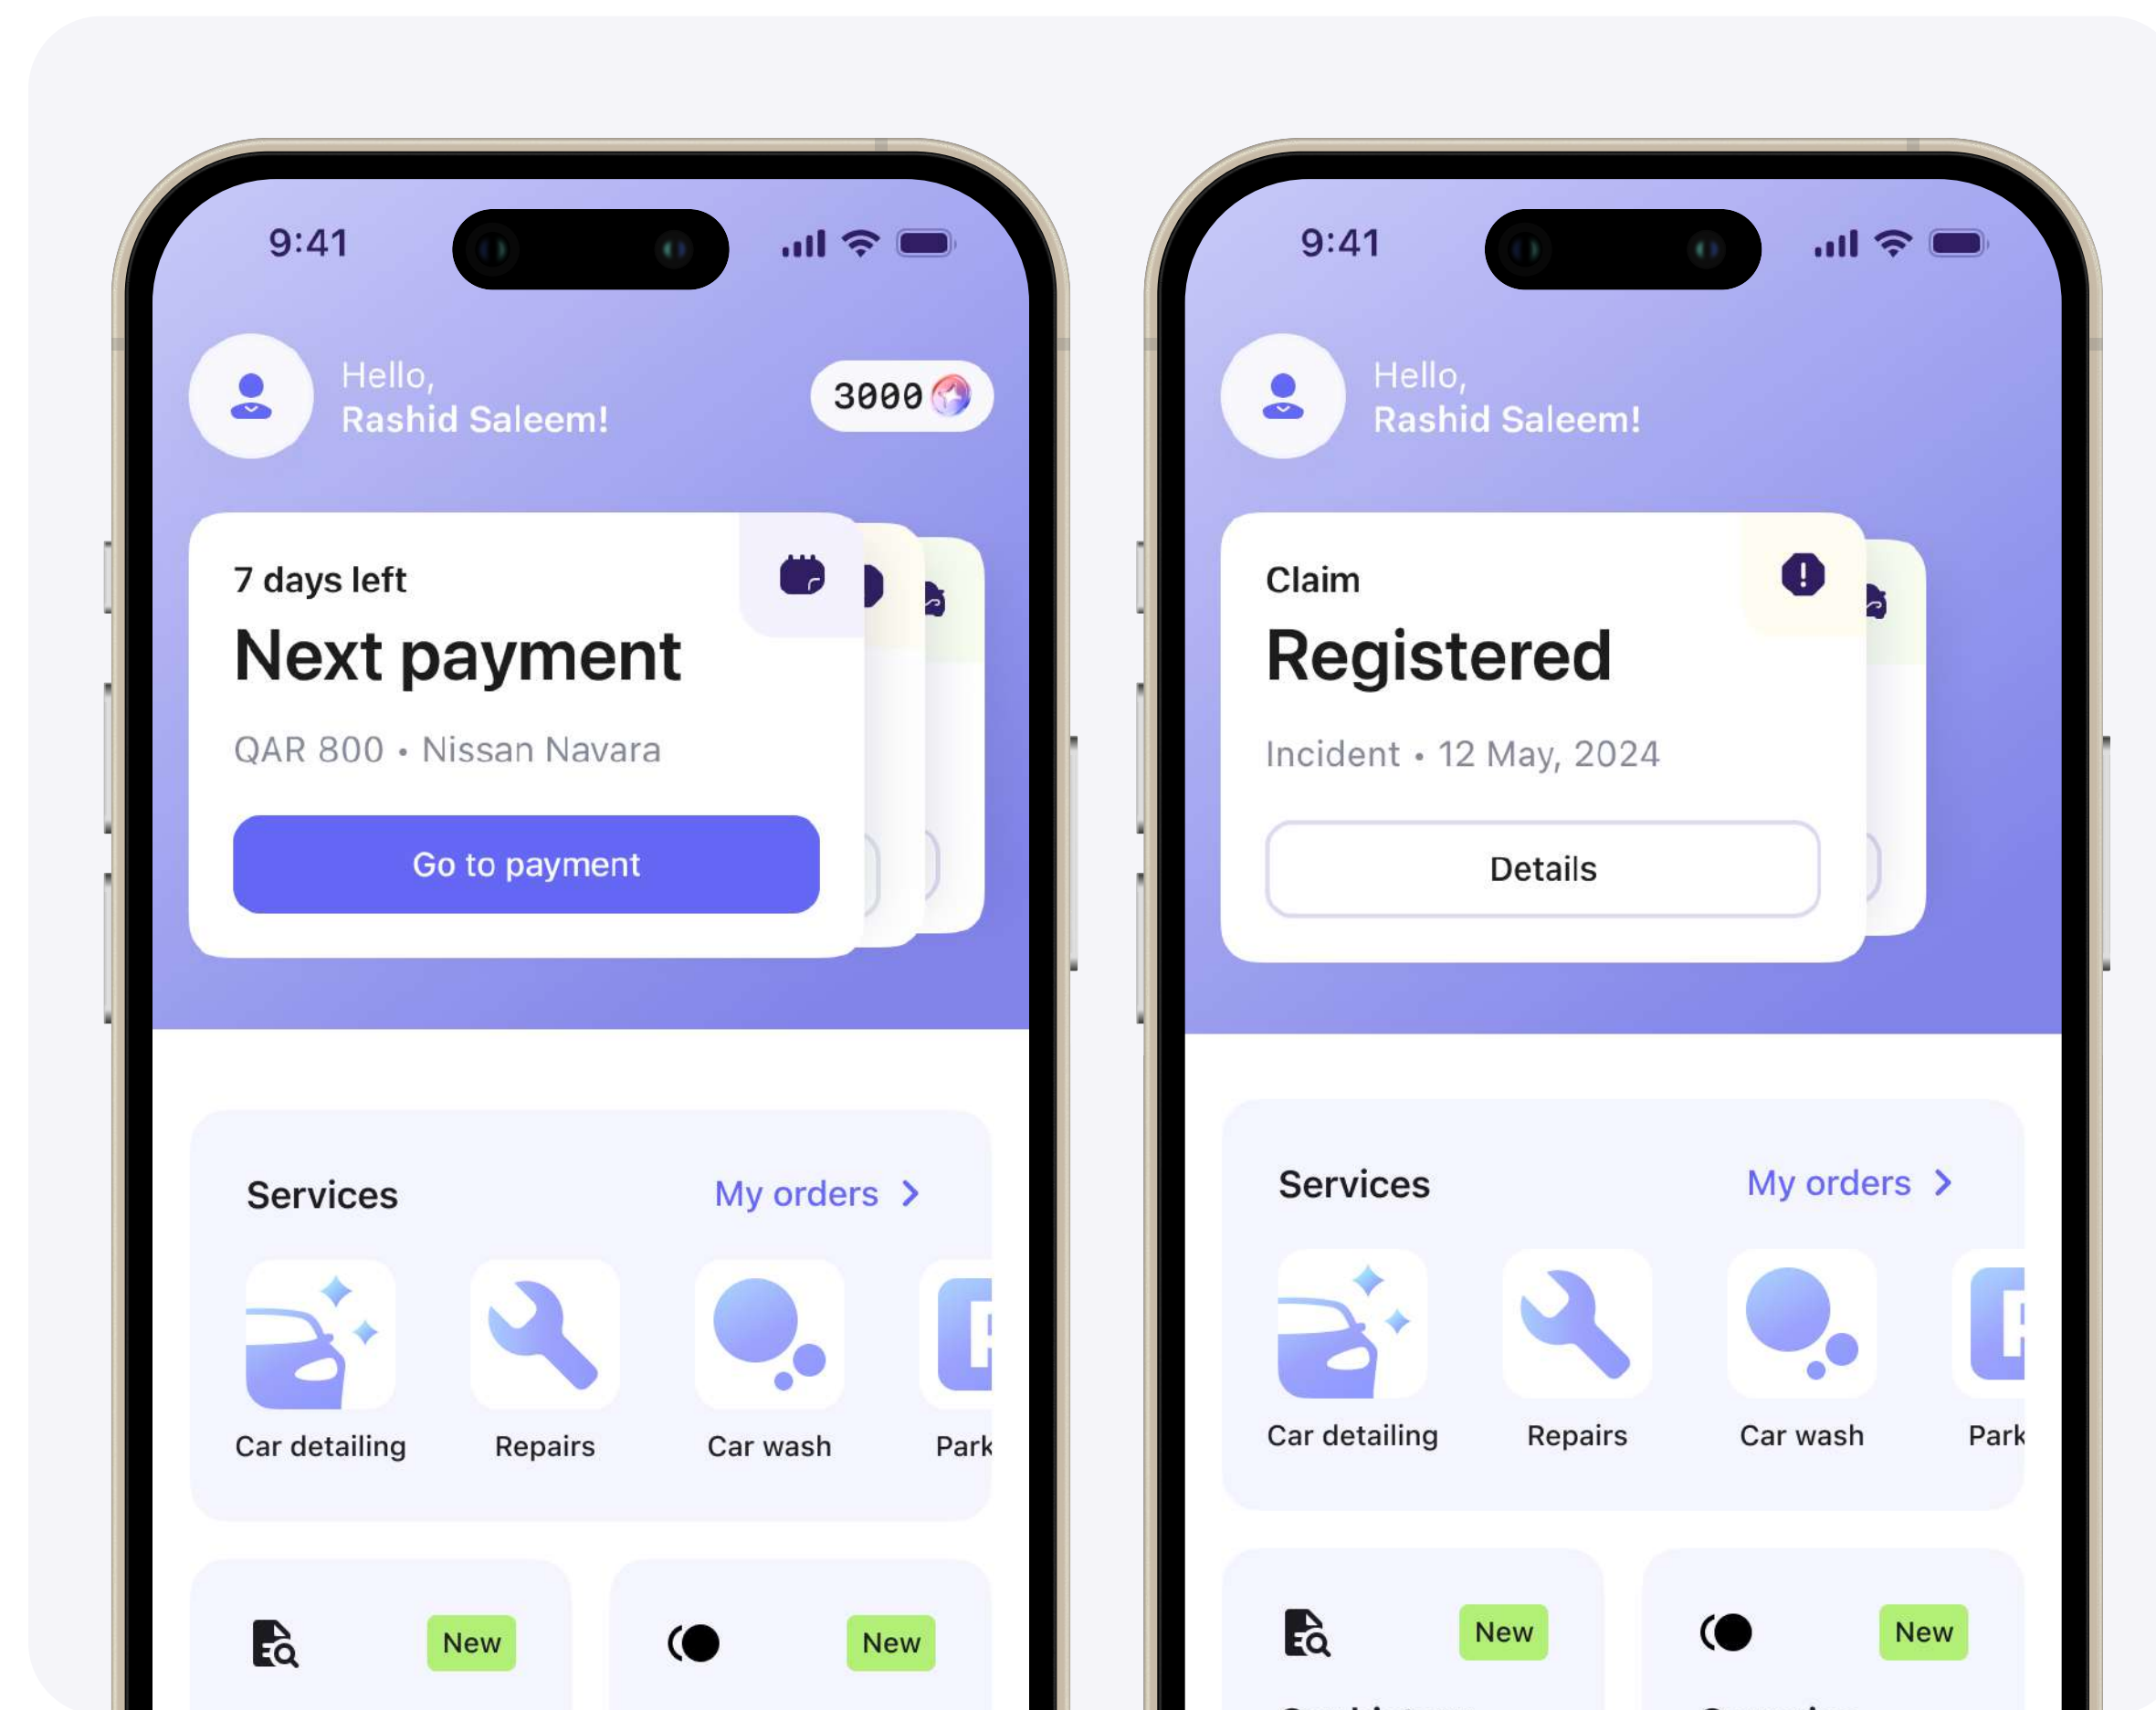 9:41
Hello,
Rashid Saleem!
3000
7 days left
Next payment
QAR 800 • Nissan Navara
Go to payment
Services
My orders
Car detailing
Repairs
Car wash
Park
New
New
9:41
Hello,
Rashid Saleem!
Claim
Registered
Incident • 12 May, 2024
Details
Services
My orders
Car detailing
Repairs
Car wash
Park
New
New